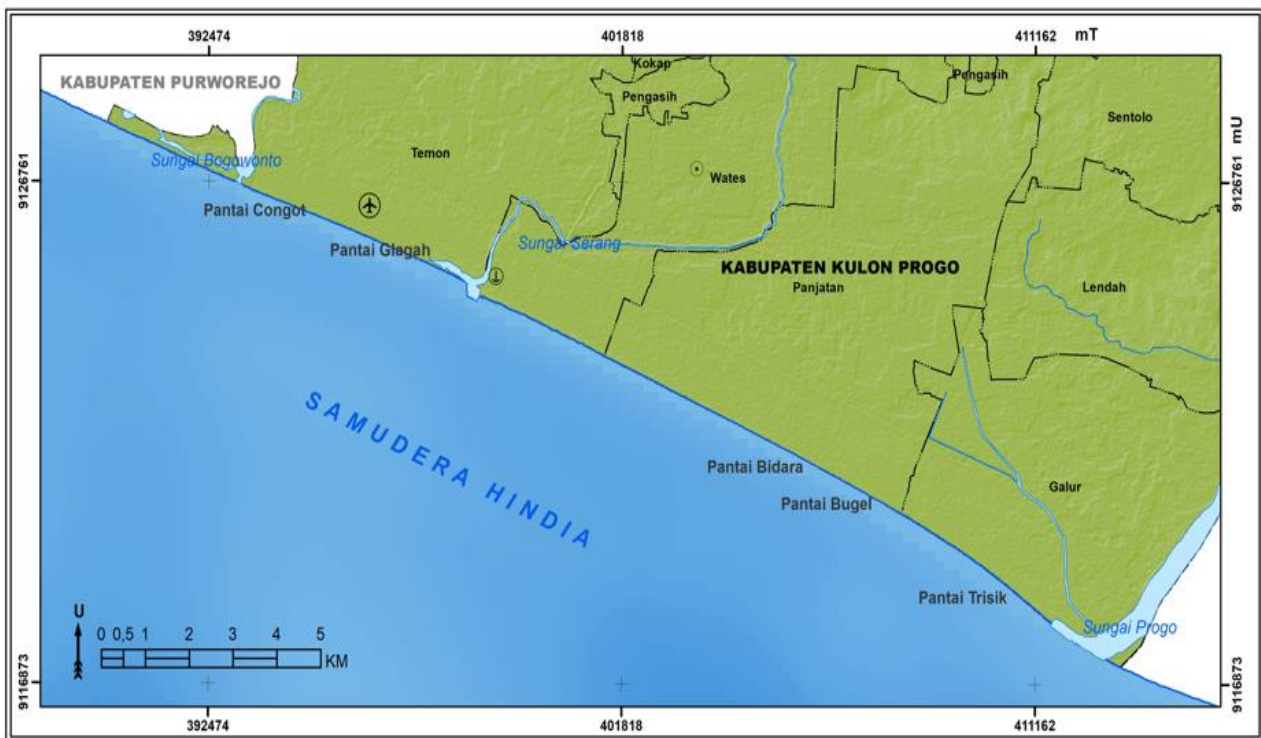 392474
401818
411162
mT
KABUPATEN PURWOREJO
Kokap
Pengasih
Pengasih
Sentolo
mU
9126761
9126761
Sungai Bogowonto
Temon
Wates
Pantai Congot
Pantai Glagah
Sungai Serang
KABUPATEN KULON PROGO
Panjatan
Lendah
SAMUDERA HINDIA
Pantai Bidara
Pantai Bugel
Galur
Pantai Trisik
Sungai Progo
U
0 0,5 1 2 3 4 5
KM
9116873
9116873
392474
401818
411162